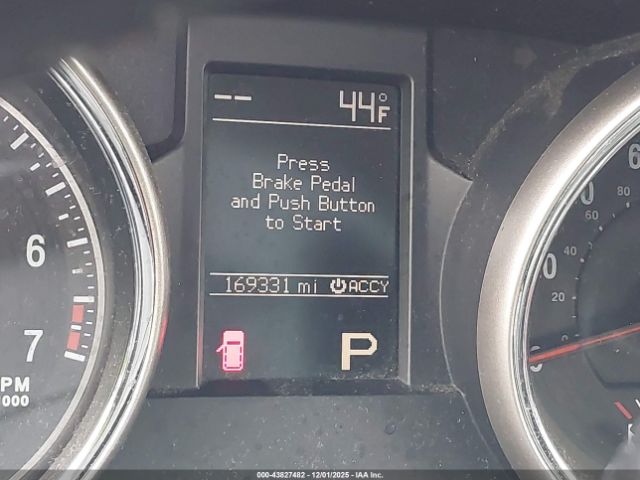 -- 44°F
Press
Brake Pedal
and Push Button
to Start
169331 mi ACCY
P
6
7
PM
000
80
60
40
20
0
000-43827482 - 12/01/2025 - IAA Inc.